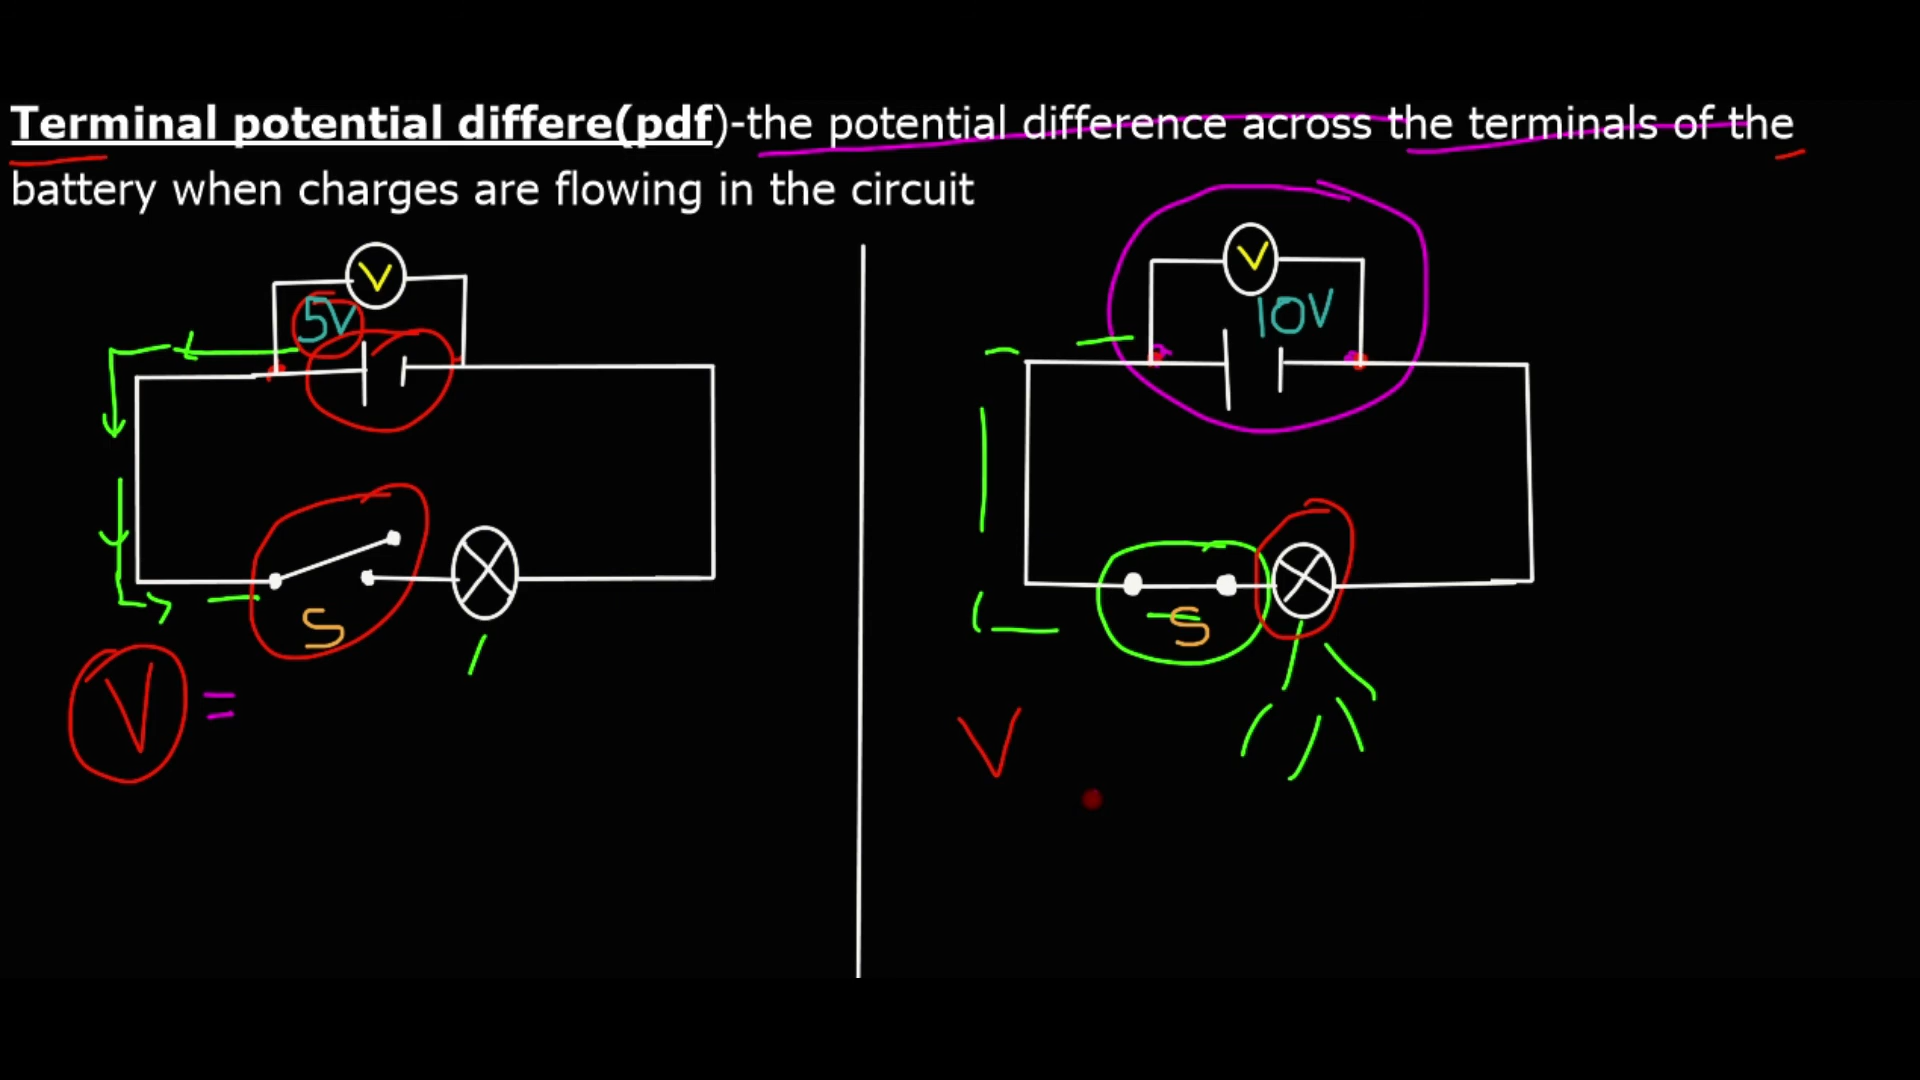 Terminal potential differe(pdf)-the potential difference across the terminals of the
battery when charges are flowing in the circuit
V
5V
V
10V
S
S
V =
V